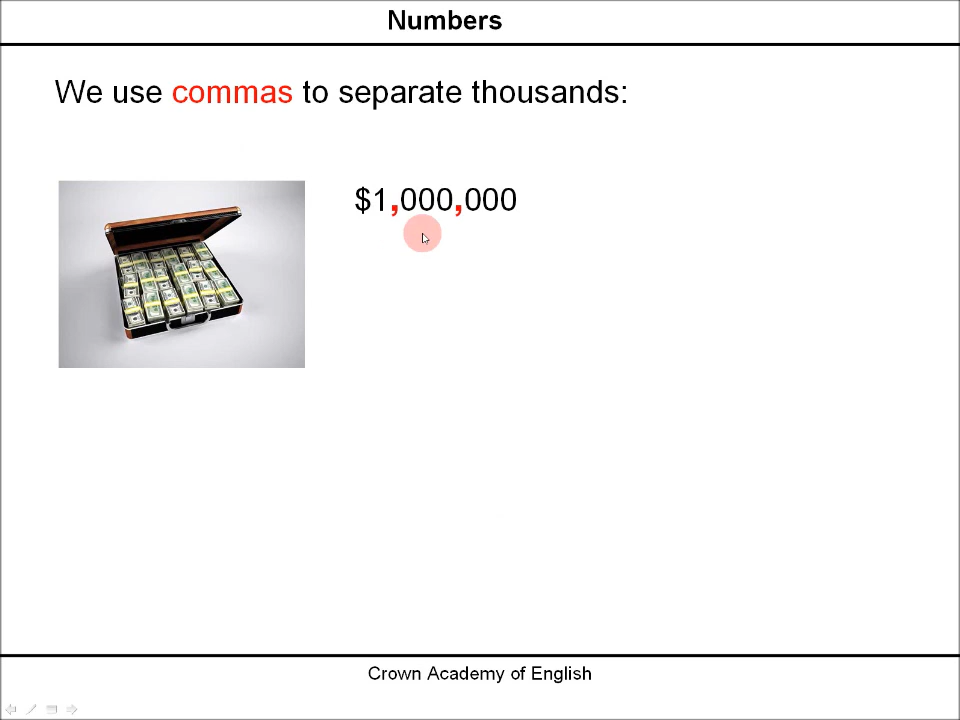 Numbers
We use commas to separate thousands:
$1,000,000
Crown Academy of English